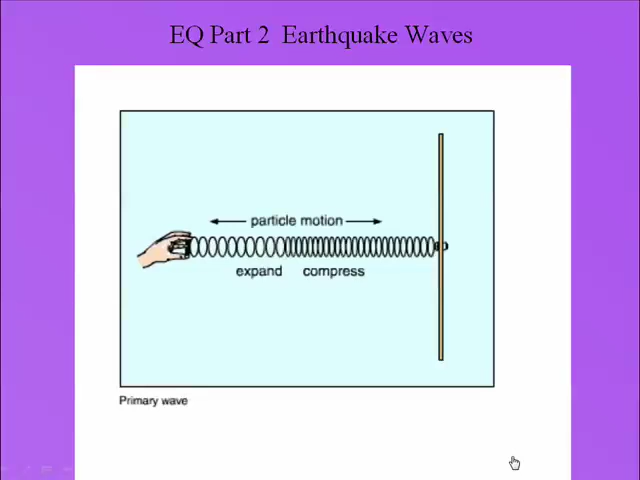 EQ Part 2  Earthquake Waves
particle motion
expand compress
Primary wave